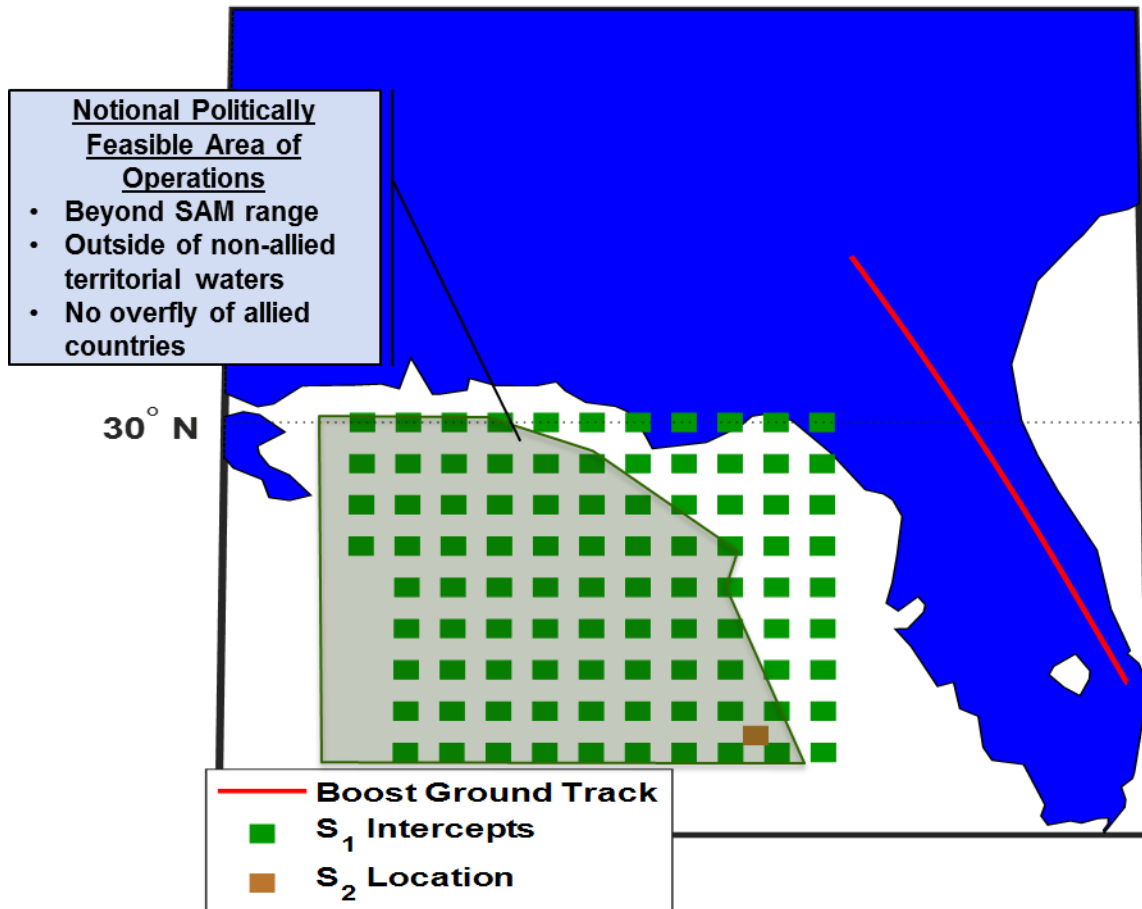 Notional Politically
Feasible Area of
Operations
• Beyond SAM range
• Outside of non-allied
territorial waters
• No overfly of allied
countries
30° N
Boost Ground Track
S₁ Intercepts
S₂ Location